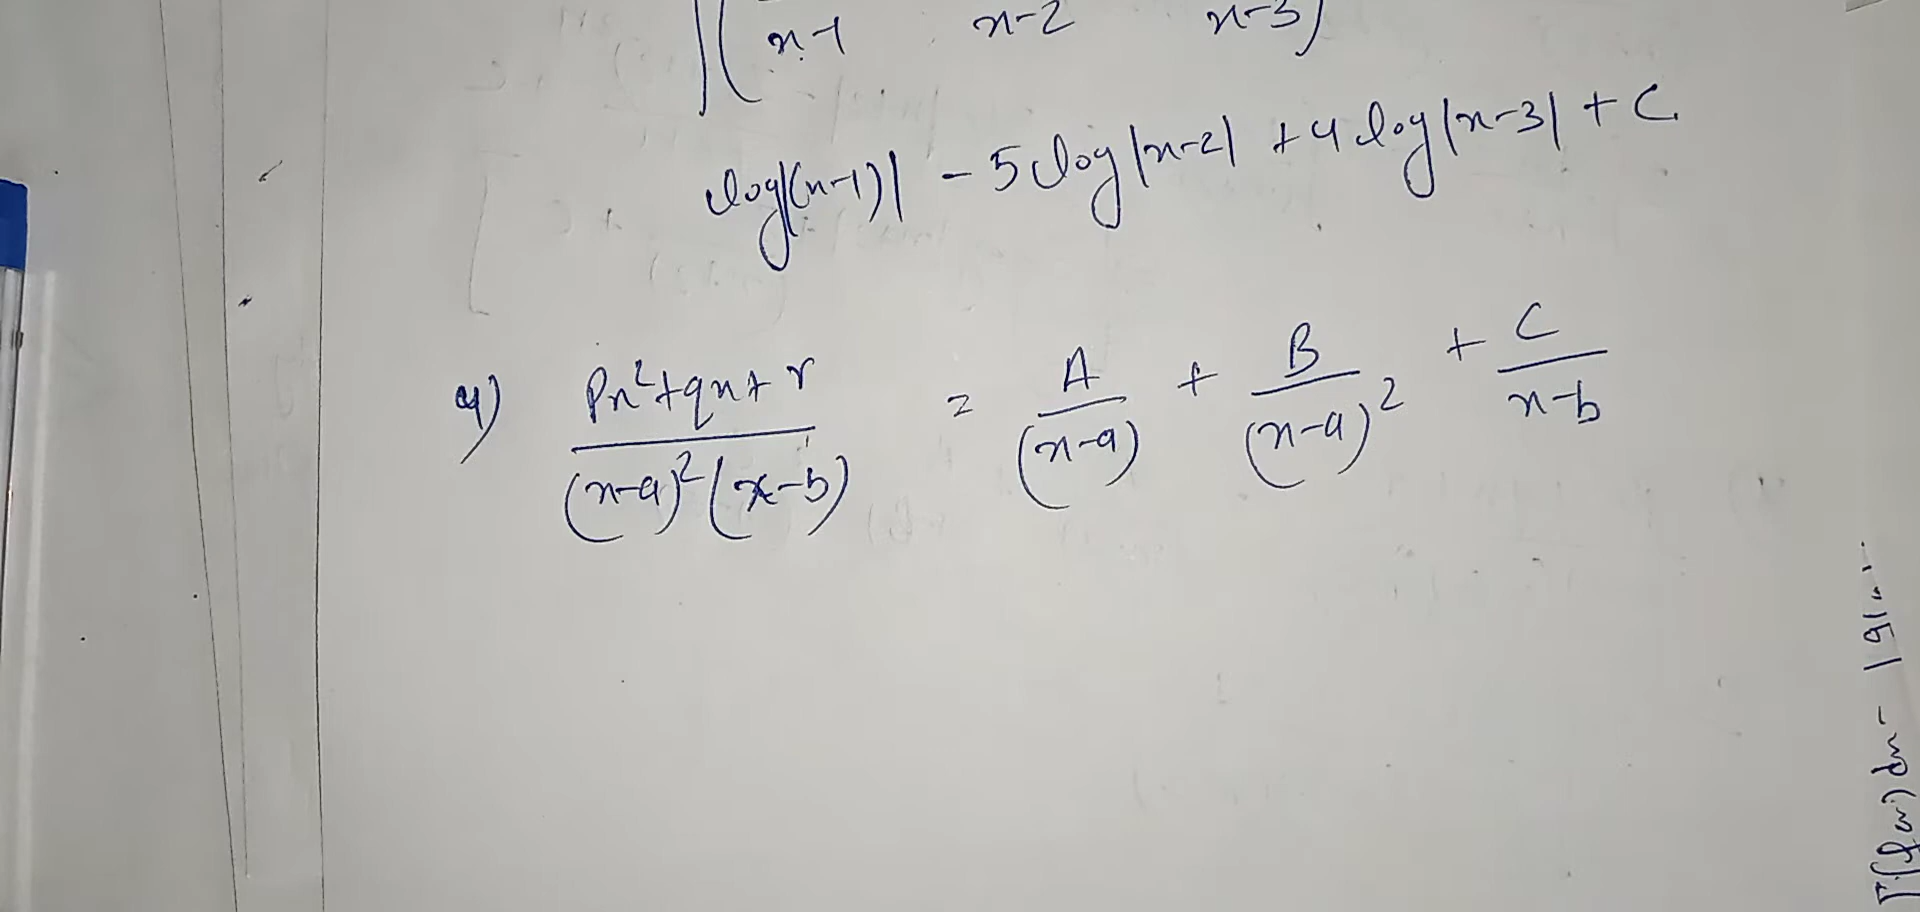 x-1 x-2 x-3)
log|(x-1)| - 5 log|x-2| + 4 log|x-3| + C
4) Px²+qx+r / (x-a)²(x-b) = A / (x-a) + B / (x-a)² + C / x-b